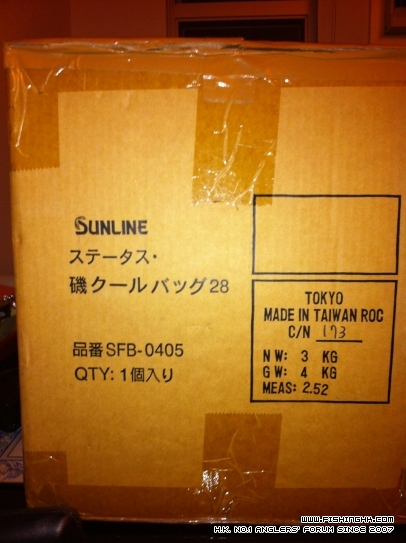 SUNLINE
ステータス・
磯クールバッグ28
品番SFB-0405
QTY: 1個入り
TOKYO
MADE IN TAIWAN ROC
C/N 173
NW: 3 KG
GW: 4 KG
MEAS: 2.52
www.fishinghk.com
H.K. NO.1 ANGLERS' FORUM SINCE 2007